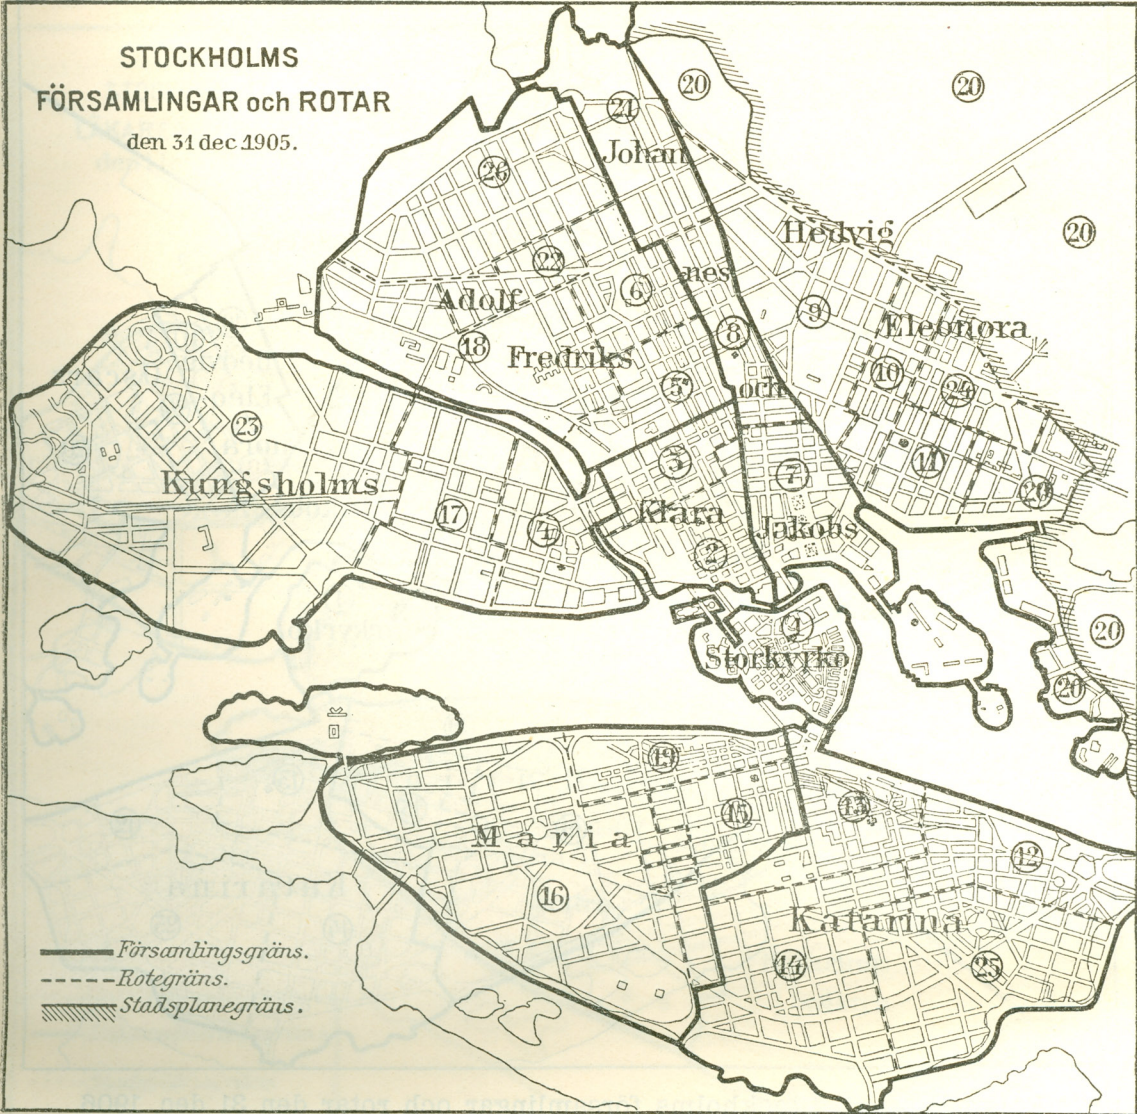 STOCKHOLMS
FÖRSAMLINGAR och ROTAR
den 31 dec. 1905.
20
20
21
Johan
26
Hedvig
20
22
nes
Adolf
6
9
8
Eleonora
18
Fredriks
10
5
och
24
23
3
7
11
Kungsholms
20
17
Klara
Jakobs
4
2
1
20
Storkyrko
20
19
15
13
Maria
12
16
Katarina
14
25
Församlingsgräns.
Rotegräns.
Stadsplanegräns.